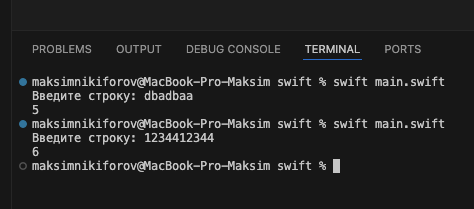 PROBLEMS OUTPUT DEBUG CONSOLE TERMINAL PORTS
maksimnikiforov@MacBook-Pro-Maksim swift % swift main.swift
Введите строку: dbadbaa
5
maksimnikiforov@MacBook-Pro-Maksim swift % swift main.swift
Введите строку: 1234412344
6
maksimnikiforov@MacBook-Pro-Maksim swift %